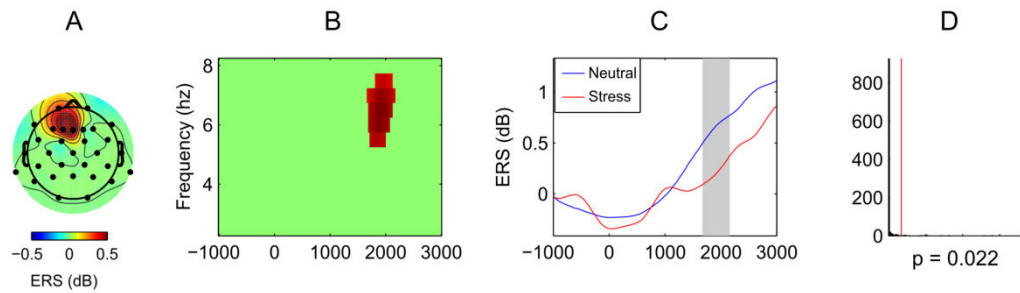 A
−0.5 0 0.5
ERS (dB)
B
Frequency (hz)
8
6
4
−1000 0 1000 2000 3000
C
ERS (dB)
1
0.5
0
Neutral
Stress
−1000 0 1000 2000 3000
D
800
600
400
200
0
p = 0.022